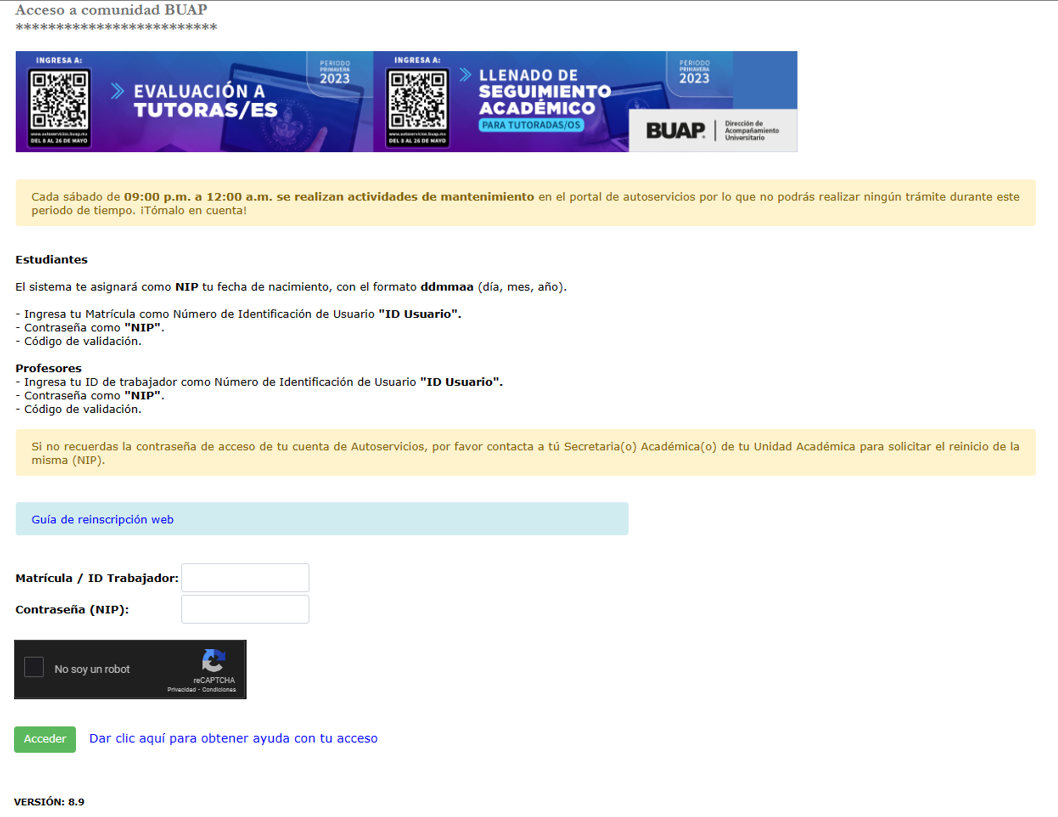 Acceso a comunidad BUAP
*************************
INGRESA A:
www.autoservicios.buap.mx
DEL 8 AL 26 DE MAYO
EVALUACIÓN A
TUTORAS/ES
PERIODO
PRIMAVERA
2023
INGRESA A:
www.autoservicios.buap.mx
DEL 8 AL 26 DE MAYO
LLENADO DE
SEGUIMIENTO
ACADÉMICO
PARA TUTORADAS/OS
PERIODO
PRIMAVERA
2023
BUAP
Dirección de
Acompañamiento
Universitario
Cada sábado de 09:00 p.m. a 12:00 a.m. se realizan actividades de mantenimiento en el portal de autoservicios por lo que no podrás realizar ningún trámite durante este
periodo de tiempo. ¡Tómalo en cuenta!
Estudiantes
El sistema te asignará como NIP tu fecha de nacimiento, con el formato ddmmaa (día, mes, año).
- Ingresa tu Matrícula como Número de Identificación de Usuario "ID Usuario".
- Contraseña como "NIP".
- Código de validación.
Profesores
- Ingresa tu ID de trabajador como Número de Identificación de Usuario "ID Usuario".
- Contraseña como "NIP".
- Código de validación.
Si no recuerdas la contraseña de acceso de tu cuenta de Autoservicios, por favor contacta a tú Secretaria(o) Académica(o) de tu Unidad Académica para solicitar el reinicio de la
misma (NIP).
Guía de reinscripción web
Matrícula / ID Trabajador:
Contraseña (NIP):
No soy un robot
reCAPTCHA
Privacidad - Condiciones
Acceder Dar clic aquí para obtener ayuda con tu acceso
VERSIÓN: 8.9